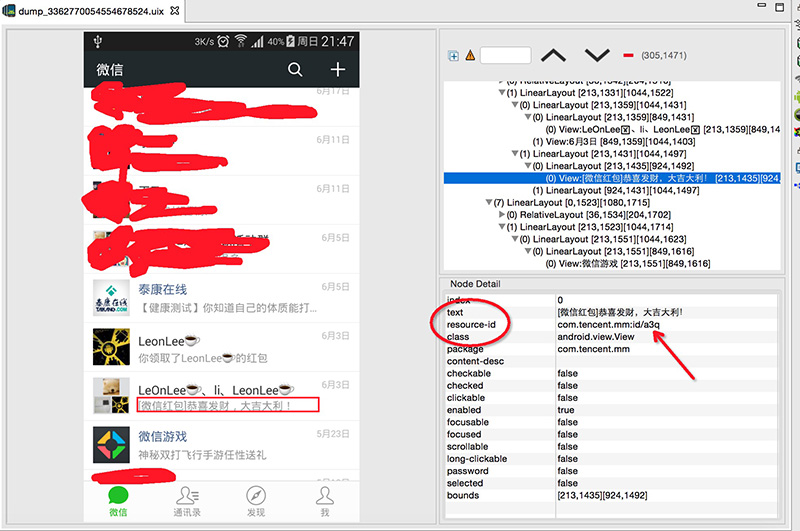 dump_3362770054554678524.uix
3K/s 40% 周日 21:47
微信
6月17日
6月11日
6月11日
6月5日
泰康在线
6月5日
【健康测试】你知道自己的体质能打...
LeonLee☕
6月3日
你领取了LeonLee☕的红包
LeOnLee☕、li、LeonLee☕
6月3日
[微信红包]恭喜发财，大吉大利！
微信游戏
5月23日
神秘双打飞行手游任性送礼
微信
通讯录
发现
我
(305,1471)
(1) LinearLayout [213,1331][1044,1522]
(0) LinearLayout [213,1359][1044,1431]
(0) LinearLayout [213,1359][849,1431]
(0) View:LeOnLee、li、LeonLee [213,1359][849,14
(1) View:6月3日 [849,1359][1044,1403]
(1) LinearLayout [213,1431][1044,1497]
(0) LinearLayout [213,1435][924,1492]
(0) View:[微信红包]恭喜发财，大吉大利！ [213,1435][924,
(1) LinearLayout [924,1431][1044,1497]
(7) LinearLayout [0,1523][1080,1715]
(0) RelativeLayout [36,1534][204,1702]
(1) LinearLayout [213,1523][1044,1714]
(0) LinearLayout [213,1551][1044,1623]
(0) LinearLayout [213,1551][849,1616]
(0) View:微信游戏 [213,1551][849,1616]
Node Detail
index 0
text [微信红包]恭喜发财，大吉大利！
resource-id com.tencent.mm:id/a3q
class android.view.View
package com.tencent.mm
content-desc
checkable false
checked false
clickable false
enabled true
focusable false
focused false
scrollable false
long-clickable false
password false
selected false
bounds [213,1435][924,1492]